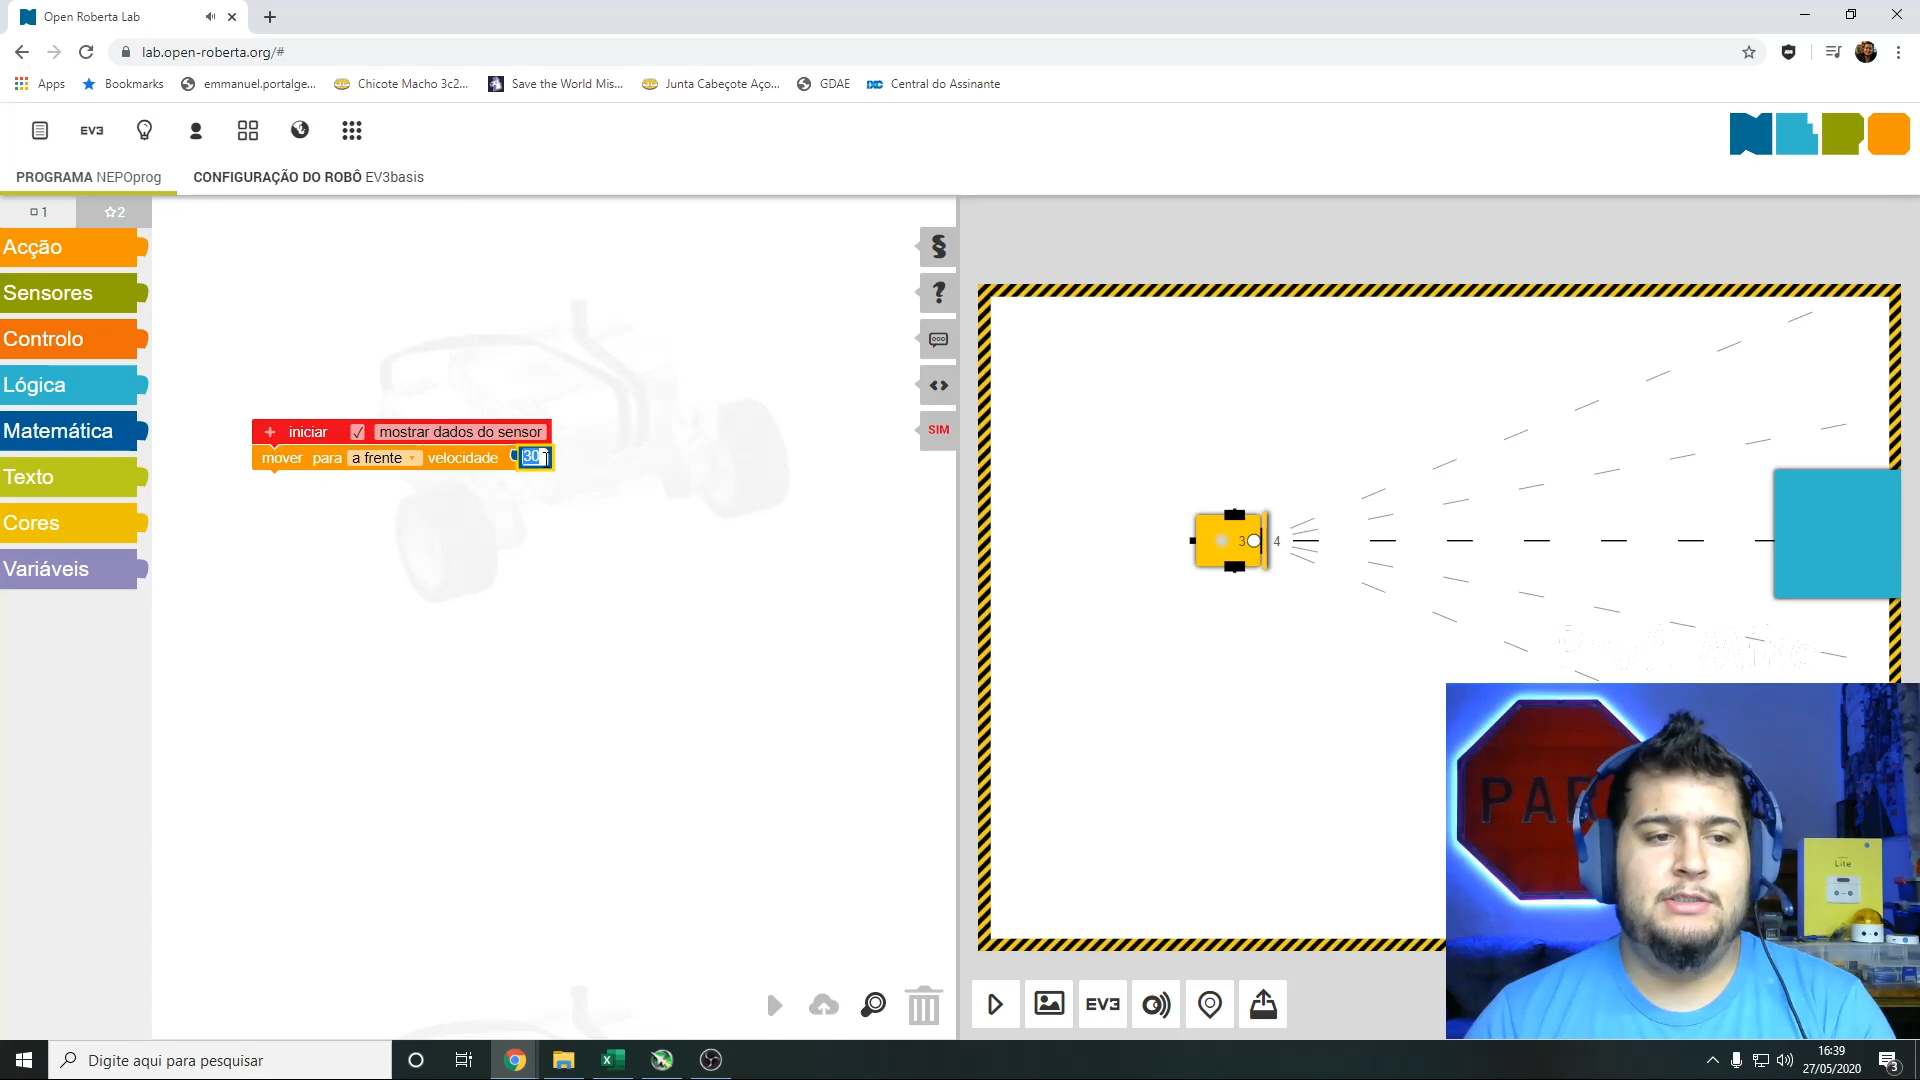 Open Roberta Lab
lab.open-roberta.org/#
Apps
Bookmarks
emmanuel.portalge...
Chicote Macho 3c2...
Save the World Mis...
Junta Cabeçote Aço...
GDAE
Central do Assinante
EV3
PROGRAMA NEPOprog
CONFIGURAÇÃO DO ROBÔ EV3basis
1
2
Acção
Sensores
Controlo
Lógica
Matemática
Texto
Cores
Variáveis
+ iniciar mostrar dados do sensor
mover para a frente velocidade 30
SIM
3
4
PAR
Lite
EV3
Digite aqui para pesquisar
16:39
27/05/2020
3